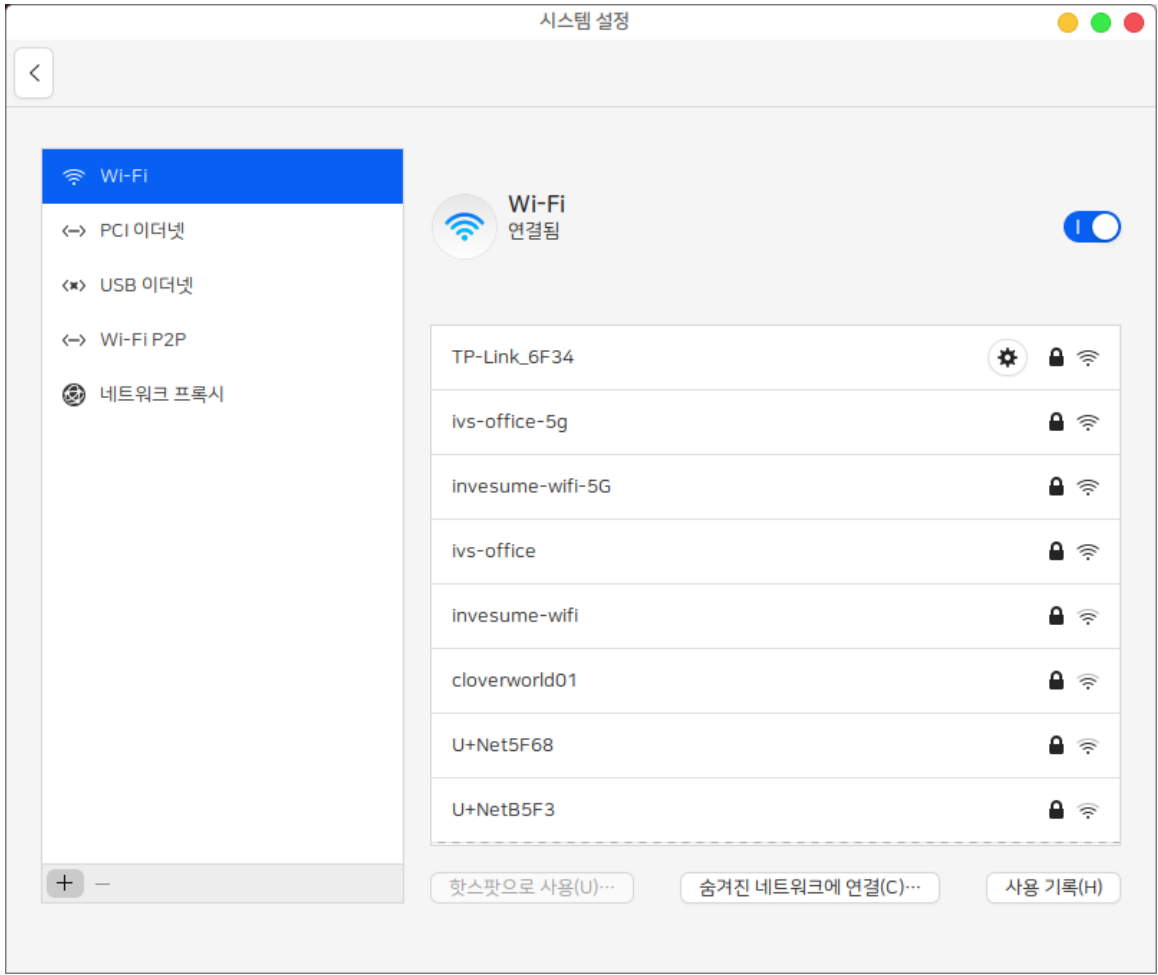 시스템 설정
Wi-Fi
PCI 이더넷
USB 이더넷
Wi-Fi P2P
네트워크 프록시
Wi-Fi
연결됨
TP-Link_6F34
ivs-office-5g
invesume-wifi-5G
ivs-office
invesume-wifi
cloverworld01
U+Net5F68
U+NetB5F3
핫스팟으로 사용(U)… 숨겨진 네트워크에 연결(C)… 사용 기록(H)